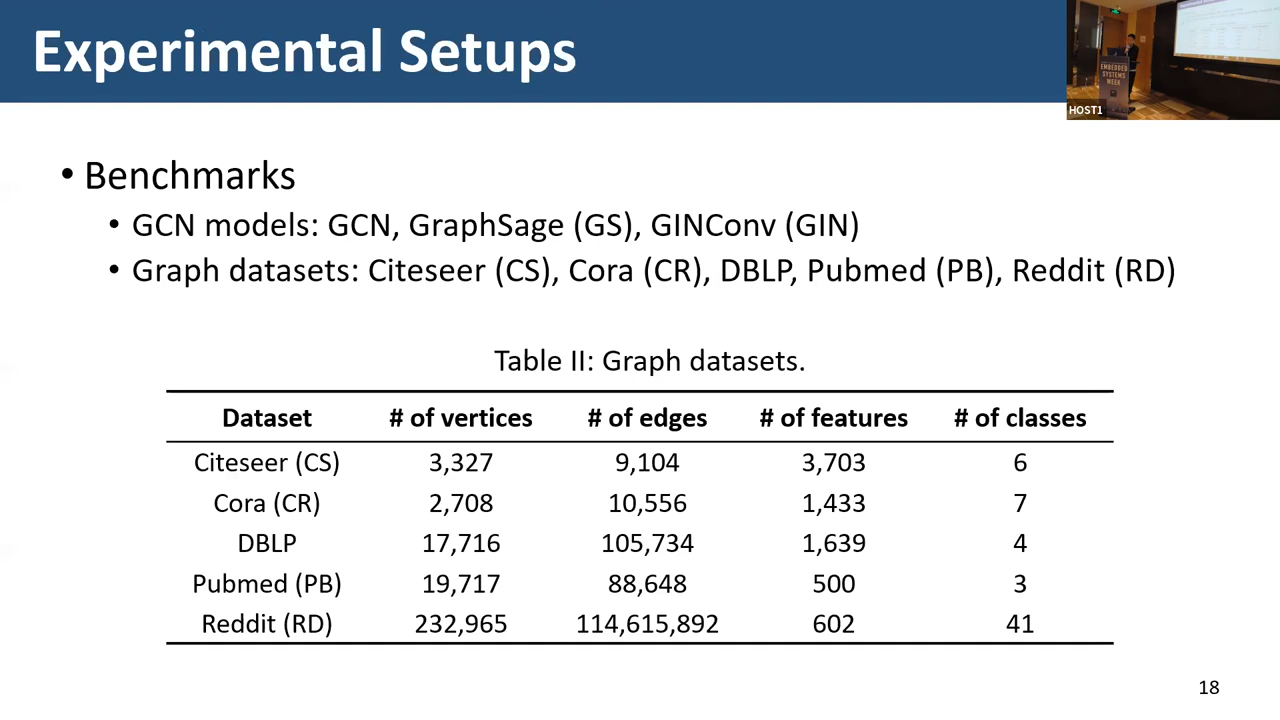 Experimental Setups
EMBEDDED
SYSTEMS
WEEK
HOST1
• Benchmarks
• GCN models: GCN, GraphSage (GS), GINConv (GIN)
• Graph datasets: Citeseer (CS), Cora (CR), DBLP, Pubmed (PB), Reddit (RD)
Table II: Graph datasets.
Dataset # of vertices # of edges # of features # of classes
Citeseer (CS) 3,327 9,104 3,703 6
Cora (CR) 2,708 10,556 1,433 7
DBLP 17,716 105,734 1,639 4
Pubmed (PB) 19,717 88,648 500 3
Reddit (RD) 232,965 114,615,892 602 41
18